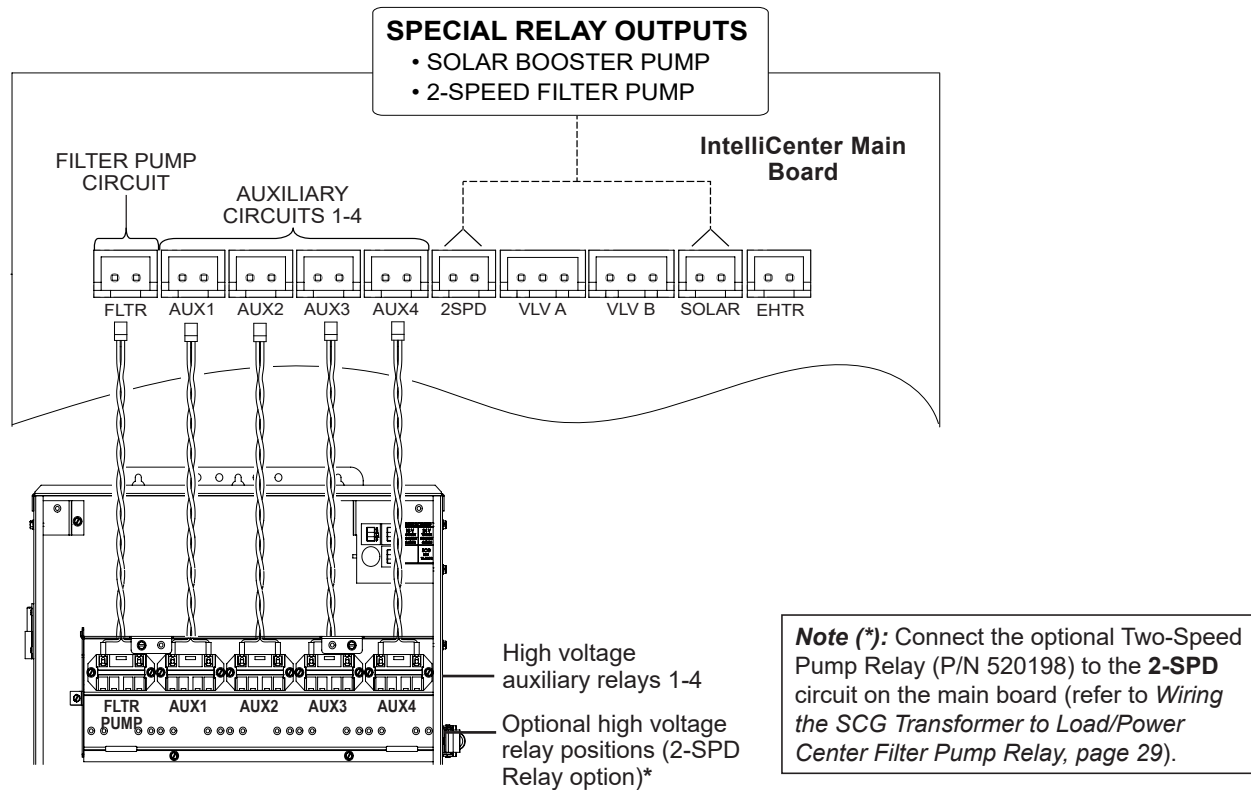 SPECIAL RELAY OUTPUTS
• SOLAR BOOSTER PUMP
• 2-SPEED FILTER PUMP
IntelliCenter Main
Board
FILTER PUMP
CIRCUIT
AUXILIARY
CIRCUITS 1-4
FLTR AUX1 AUX2 AUX3 AUX4 2SPD VLV A VLV B SOLAR EHTR
FLTR
PUMP
AUX1 AUX2 AUX3 AUX4
High voltage
auxiliary relays 1-4
Optional high voltage
relay positions (2-SPD
Relay option)*
Note (*): Connect the optional Two-Speed
Pump Relay (P/N 520198) to the 2-SPD
circuit on the main board (refer to Wiring
the SCG Transformer to Load/Power
Center Filter Pump Relay, page 29).